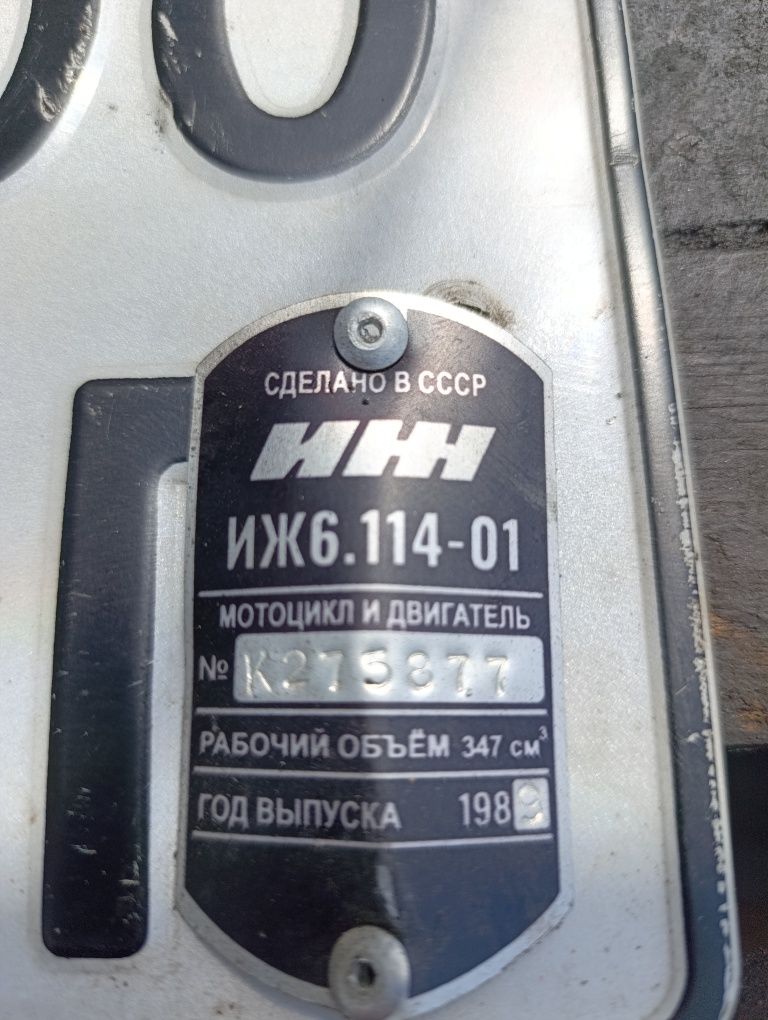 СДЕЛАНО В СССР
ИЖ
ИЖ6.114-01
МОТОЦИКЛ И ДВИГАТЕЛЬ
№ К275877
РАБОЧИЙ ОБЪЁМ 347 см³
ГОД ВЫПУСКА 1989